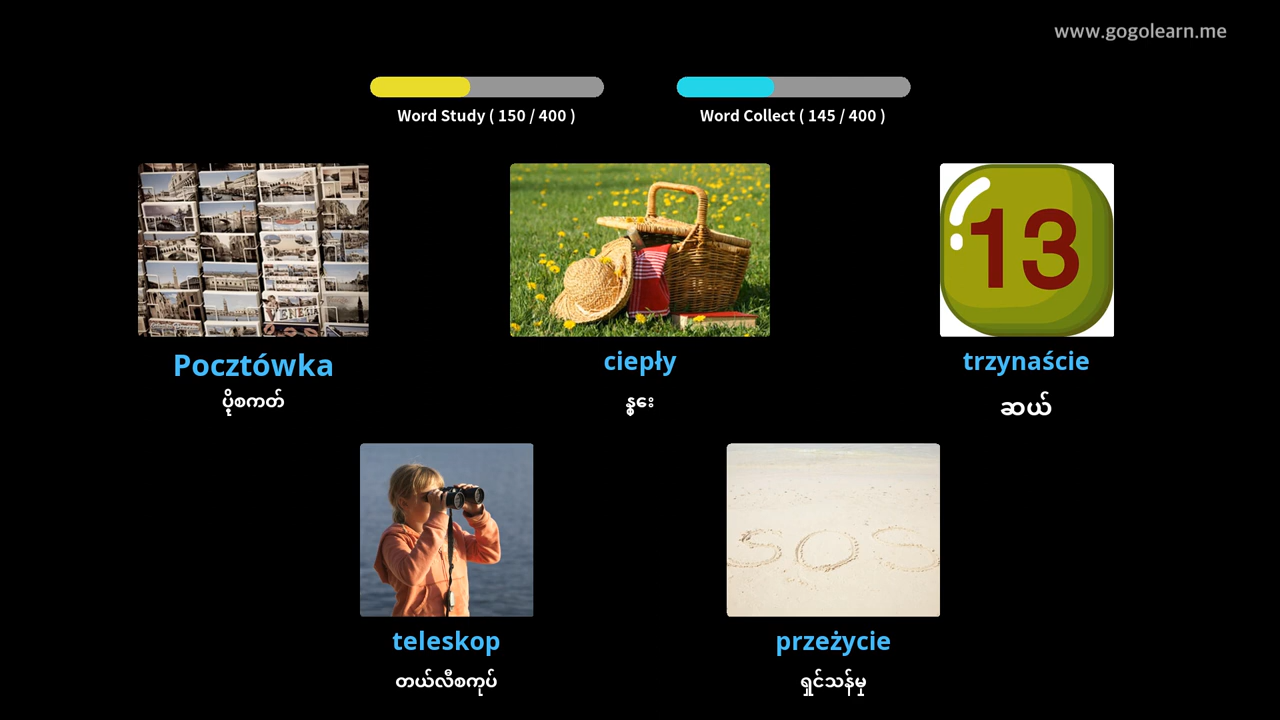 www.gogolearn.me
Word Study ( 150 / 400 )
Word Collect ( 145 / 400 )
13
Pocztówka
ပို့စကတ်
ciepły
နွေး
trzynaście
ဆယ်
SOS
teleskop
တယ်လီစကုပ်
przeżycie
ရှင်သန်မှု